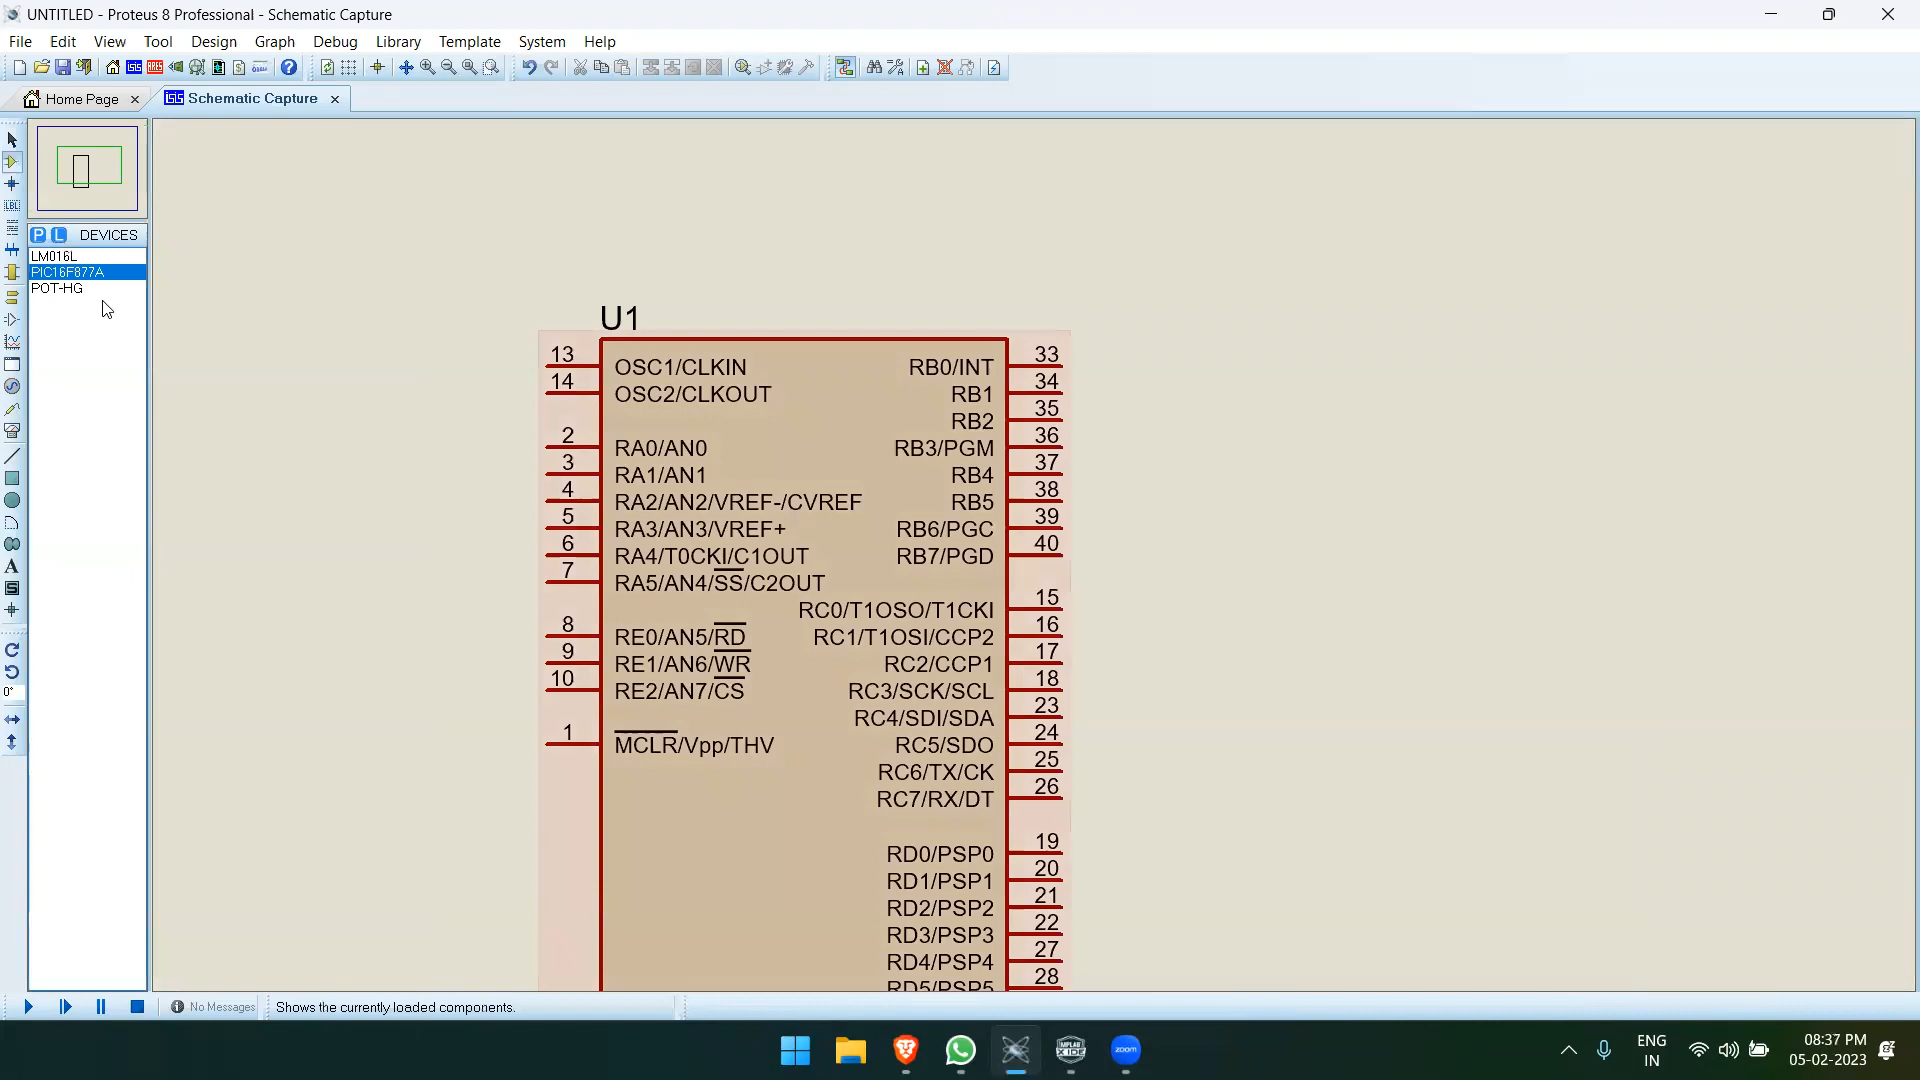 UNTITLED - Proteus 8 Professional - Schematic Capture
File Edit View Tool Design Graph Debug Library Template System Help
Home Page
Schematic Capture
P L DEVICES
LM016L
PIC16F877A
POT-HG
LBL
A
S
0°
U1
13 OSC1/CLKIN RB0/INT 33
14 OSC2/CLKOUT RB1 34
RB2 35
2 RA0/AN0 RB3/PGM 36
3 RA1/AN1 RB4 37
4 RA2/AN2/VREF-/CVREF RB5 38
5 RA3/AN3/VREF+ RB6/PGC 39
6 RA4/T0CKI/C1OUT RB7/PGD 40
7 RA5/AN4/SS/C2OUT
RC0/T1OSO/T1CKI 15
8 RE0/AN5/RD RC1/T1OSI/CCP2 16
9 RE1/AN6/WR RC2/CCP1 17
10 RE2/AN7/CS RC3/SCK/SCL 18
RC4/SDI/SDA 23
1 MCLR/Vpp/THV RC5/SDO 24
RC6/TX/CK 25
RC7/RX/DT 26
RD0/PSP0 19
RD1/PSP1 20
RD2/PSP2 21
RD3/PSP3 22
RD4/PSP4 27
RD5/PSP5 28
No Messages
Shows the currently loaded components.
MPLAB
X IDE
zoom
ENG
IN
08:37 PM
05-02-2023